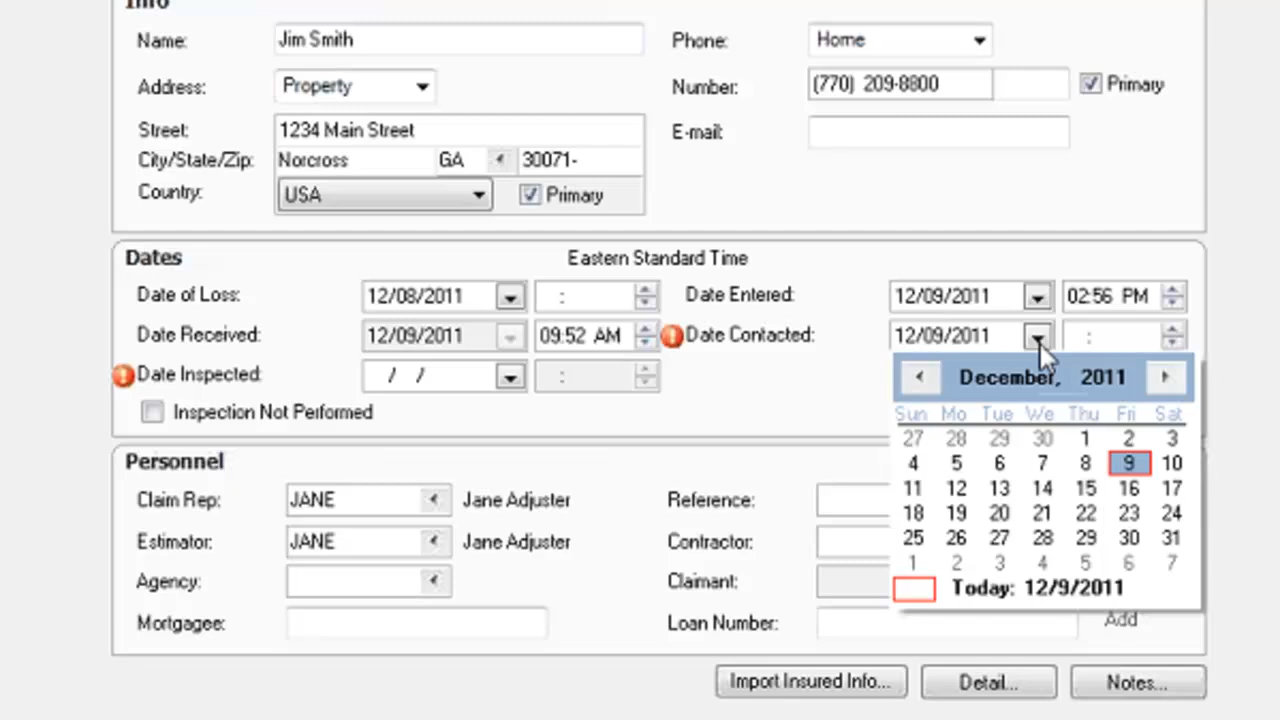 Info
Name: Jim Smith Phone: Home
Address: Property Number: (770) 209-8800 Primary
Street: 1234 Main Street E-mail:
City/State/Zip: Norcross GA 30071-
Country: USA Primary
Dates Eastern Standard Time
Date of Loss: 12/08/2011 : Date Entered: 12/09/2011 02:56 PM
Date Received: 12/09/2011 09:52 AM Date Contacted: 12/09/2011 :
Date Inspected: / / :
Inspection Not Performed
December, 2011
Sun Mo Tue We Thu Fri Sat
27 28 29 30 1 2 3
4 5 6 7 8 9 10
11 12 13 14 15 16 17
18 19 20 21 22 23 24
25 26 27 28 29 30 31
1 2 3 4 5 6 7
Today: 12/9/2011
Personnel
Claim Rep: JANE Jane Adjuster Reference:
Estimator: JANE Jane Adjuster Contractor:
Agency: Claimant:
Mortgagee: Loan Number: Add
Import Insured Info... Detail... Notes...